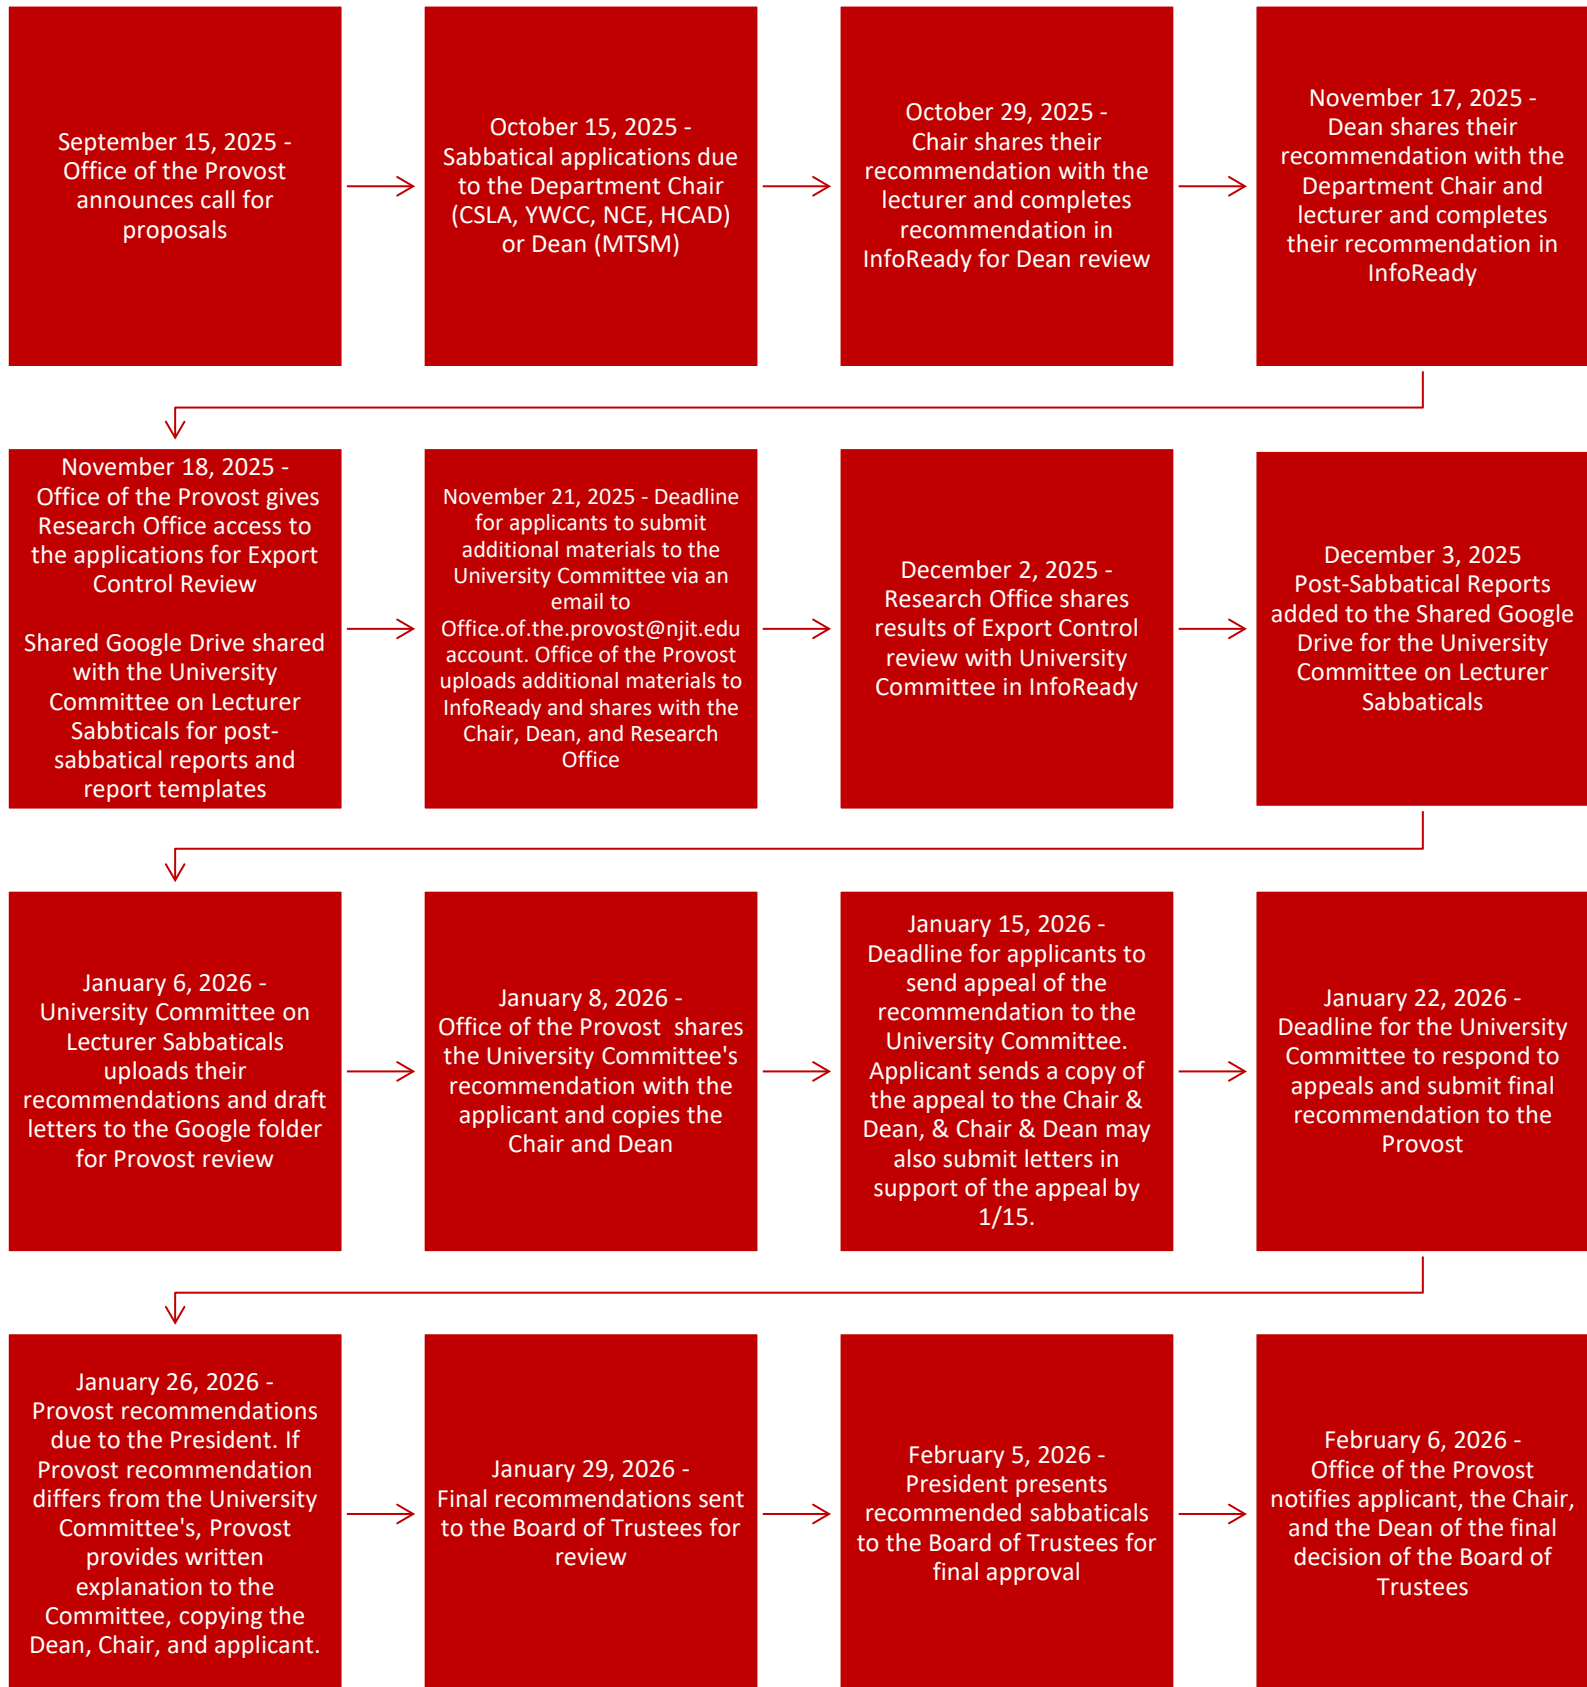 September 15, 2025 -
Office of the Provost
announces call for
proposals
October 15, 2025 -
Sabbatical applications due
to the Department Chair
(CSLA, YWCC, NCE, HCAD)
or Dean (MTSM)
October 29, 2025 -
Chair shares their
recommendation with the
lecturer and completes
recommendation in
InfoReady for Dean review
November 17, 2025 -
Dean shares their
recommendation with the
Department Chair and
lecturer and completes
their recommendation in
InfoReady
November 18, 2025 -
Office of the Provost gives
Research Office access to
the applications for Export
Control Review
Shared Google Drive shared
with the University
Committee on Lecturer
Sabbticals for post-
sabbatical reports and
report templates
November 21, 2025 - Deadline
for applicants to submit
additional materials to the
University Committee via an
email to
Office.of.the.provost@njit.edu
account. Office of the Provost
uploads additional materials to
InfoReady and shares with the
Chair, Dean, and Research
Office
December 2, 2025 -
Research Office shares
results of Export Control
review with University
Committee in InfoReady
December 3, 2025
Post-Sabbatical Reports
added to the Shared Google
Drive for the University
Committee on Lecturer
Sabbaticals
January 6, 2026 -
University Committee on
Lecturer Sabbaticals
uploads their
recommendations and draft
letters to the Google folder
for Provost review
January 8, 2026 -
Office of the Provost  shares
the University Committee's
recommendation with the
applicant and copies the
Chair and Dean
January 15, 2026 -
Deadline for applicants to
send appeal of the
recommendation to the
University Committee.
Applicant sends a copy of
the appeal to the Chair &
Dean, & Chair & Dean may
also submit letters in
support of the appeal by
1/15.
January 22, 2026 -
Deadline for the University
Committee to respond to
appeals and submit final
recommendation to the
Provost
January 26, 2026 -
Provost recommendations
due to the President. If
Provost recommendation
differs from the University
Committee's, Provost
provides written
explanation to the
Committee, copying the
Dean, Chair, and applicant.
January 29, 2026 -
Final recommendations sent
to the Board of Trustees for
review
February 5, 2026 -
President presents
recommended sabbaticals
to the Board of Trustees for
final approval
February 6, 2026 -
Office of the Provost
notifies applicant, the Chair,
and the Dean of the final
decision of the Board of
Trustees